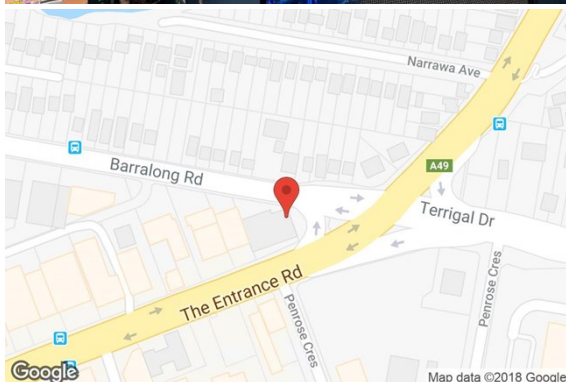 Narrawa Ave
Barralong Rd
A49
Terrigal Dr
The Entrance Rd
Penrose Cres
Penrose Cres
Google
Map data ©2018 Google